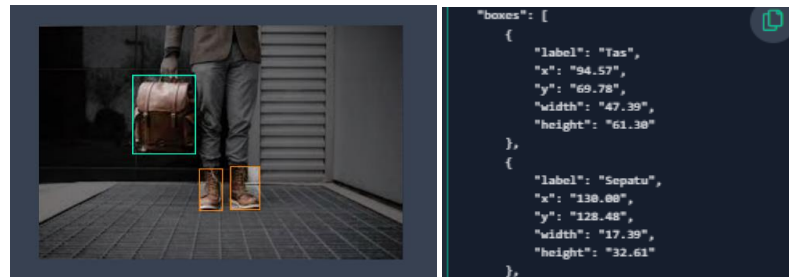 "boxes": [
{
"label": "Tas",
"x": "94.57",
"y": "69.78",
"width": "47.39",
"height": "61.30"
},
{
"label": "Sepatu",
"x": "130.00",
"y": "128.48",
"width": "17.39",
"height": "32.61"
},